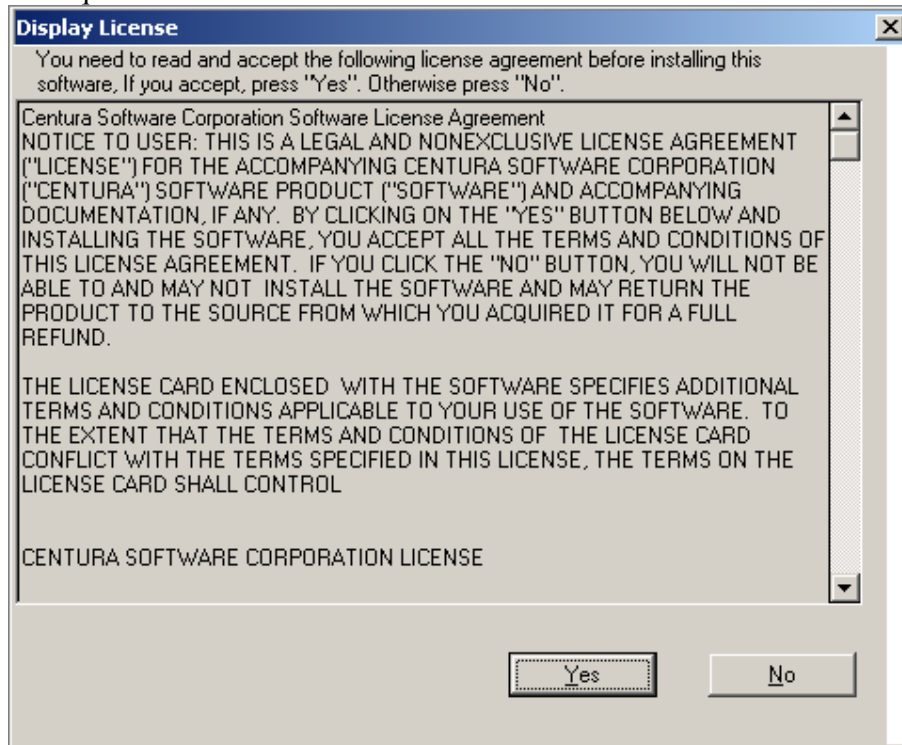 Display License
You need to read and accept the following license agreement before installing this
software, If you accept, press "Yes". Otherwise press "No".
Centura Software Corporation Software License Agreement
NOTICE TO USER: THIS IS A LEGAL AND NONEXCLUSIVE LICENSE AGREEMENT
("LICENSE") FOR THE ACCOMPANYING CENTURA SOFTWARE CORPORATION
("CENTURA") SOFTWARE PRODUCT ("SOFTWARE") AND ACCOMPANYING
DOCUMENTATION, IF ANY.  BY CLICKING ON THE "YES" BUTTON BELOW AND
INSTALLING THE SOFTWARE, YOU ACCEPT ALL THE TERMS AND CONDITIONS OF
THIS LICENSE AGREEMENT.  IF YOU CLICK THE "NO" BUTTON, YOU WILL NOT BE
ABLE TO AND MAY NOT  INSTALL THE SOFTWARE AND MAY RETURN THE
PRODUCT TO THE SOURCE FROM WHICH YOU ACQUIRED IT FOR A FULL
REFUND.
THE LICENSE CARD ENCLOSED  WITH THE SOFTWARE SPECIFIES ADDITIONAL
TERMS AND CONDITIONS APPLICABLE TO YOUR USE OF THE SOFTWARE.  TO
THE EXTENT THAT THE TERMS AND CONDITIONS OF  THE LICENSE CARD
CONFLICT WITH THE TERMS SPECIFIED IN THIS LICENSE, THE TERMS ON THE
LICENSE CARD SHALL CONTROL
CENTURA SOFTWARE CORPORATION LICENSE
Yes
No